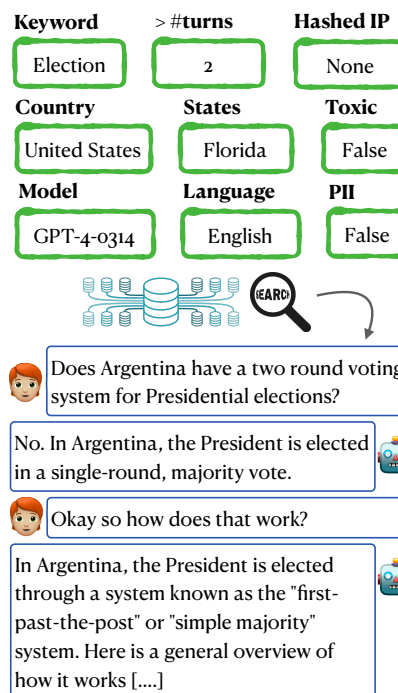 Keyword > #turns Hashed IP
Election 2 None
Country States Toxic
United States Florida False
Model Language PII
GPT-4-0314 English False
SEARCH
Does Argentina have a two round voting
system for Presidential elections?
No. In Argentina, the President is elected
in a single-round, majority vote.
Okay so how does that work?
In Argentina, the President is elected
through a system known as the "first-
past-the-post" or "simple majority"
system. Here is a general overview of
how it works [....]